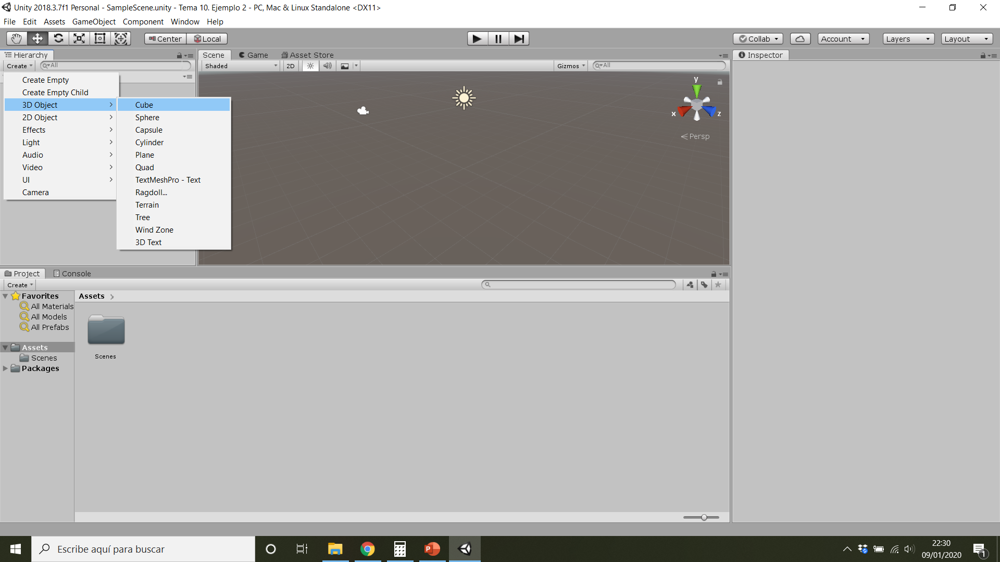 Unity 2018.3.7f1 Personal - SampleScene.unity - Tema 10. Ejemplo 2 - PC, Mac & Linux Standalone <DX11>
File Edit Assets GameObject Component Window Help
Center Local Collab Account Layers Layout
Hierarchy Scene Game Asset Store Inspector
Create All Shaded 2D Gizmos All
Create Empty
Create Empty Child
3D Object
2D Object
Effects
Light
Audio
Video
UI
Camera
Cube
Sphere
Capsule
Cylinder
Plane
Quad
TextMeshPro - Text
Ragdoll...
Terrain
Tree
Wind Zone
3D Text
y
x
z
Persp
Project Console
Create
Favorites
All Materials
All Models
All Prefabs
Assets
Scenes
Packages
Assets
Scenes
Escribe aquí para buscar
22:30
09/01/2020
1